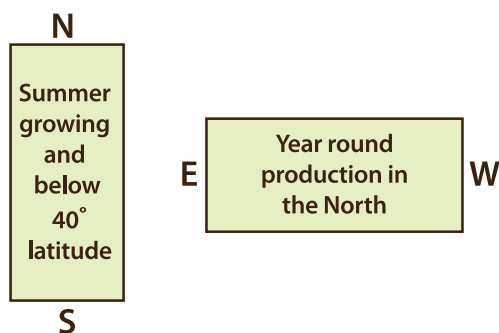 N
Summer
growing
and
below
40°
latitude
S
E
Year round
production in
the North
W